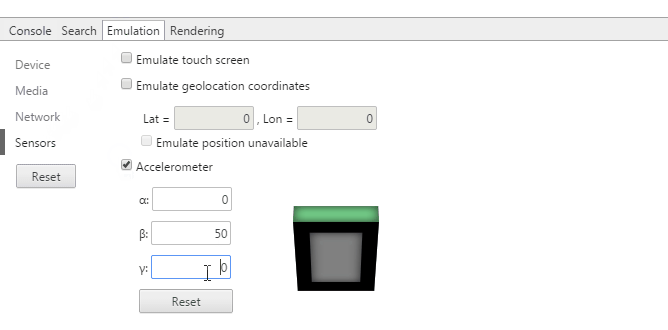 Console Search Emulation Rendering
Device
Media
Network
Sensors
Reset
Emulate touch screen
Emulate geolocation coordinates
Lat = 0 , Lon = 0
Emulate position unavailable
Accelerometer
α: 0
β: 50
γ: 0
Reset